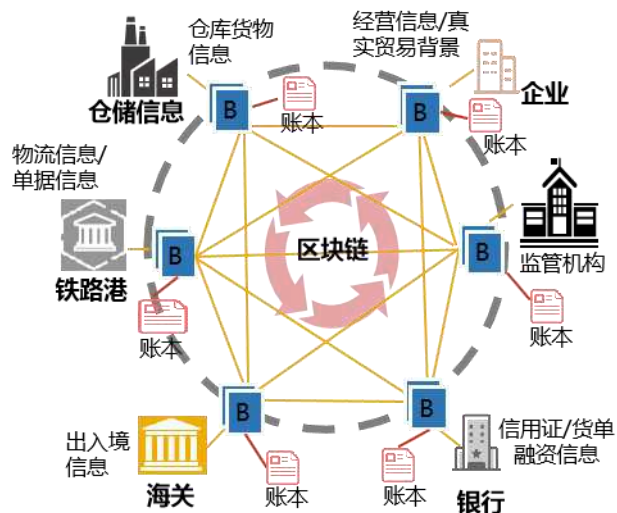 仓库货物
信息
仓储信息
B
账本
经营信息/真
实贸易背景
企业
B
账本
物流信息/
单据信息
铁路港
B
账本
区块链
B
监管机构
账本
出入境
信息
海关
B
账本
B
账本
信用证/货单
融资信息
银行